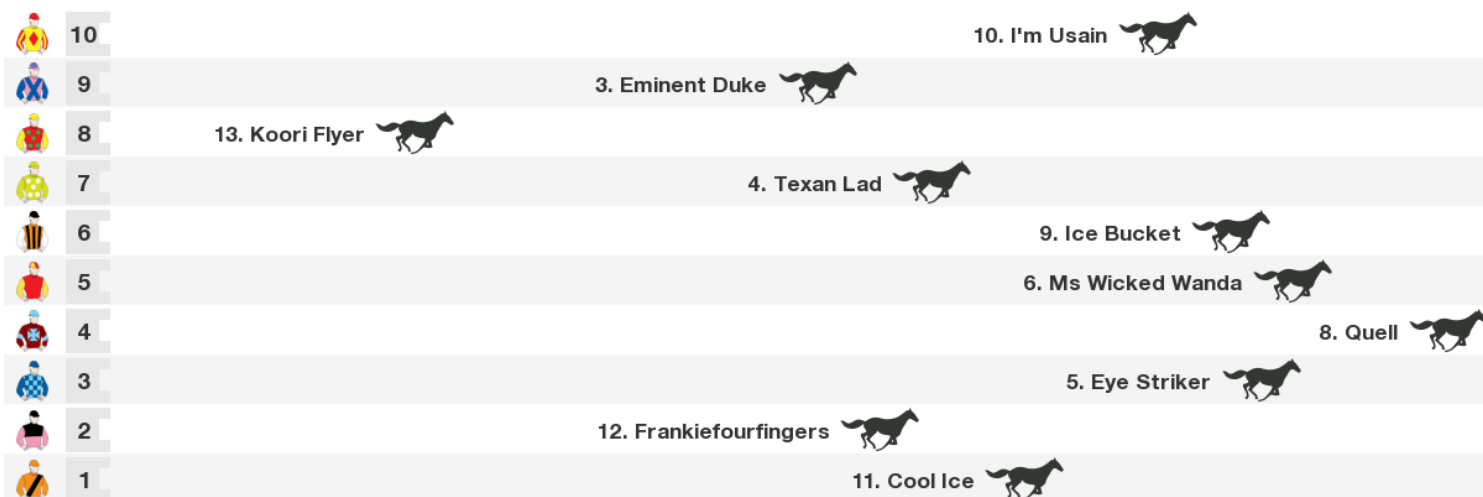 10 10. I'm Usain
9 3. Eminent Duke
8 13. Koori Flyer
7 4. Texan Lad
6 9. Ice Bucket
5 6. Ms Wicked Wanda
4 8. Quell
3 5. Eye Striker
2 12. Frankiefourfingers
1 11. Cool Ice